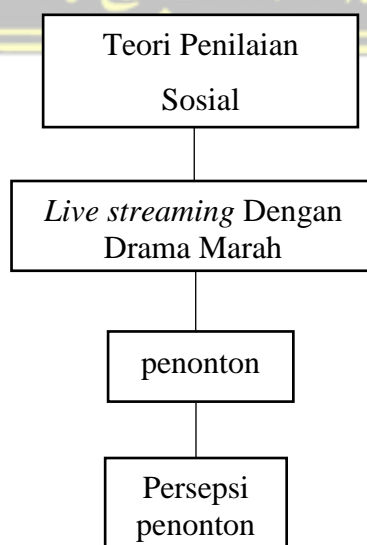 Teori Penilaian
Sosial
Live streaming Dengan
Drama Marah
penonton
Persepsi
penonton